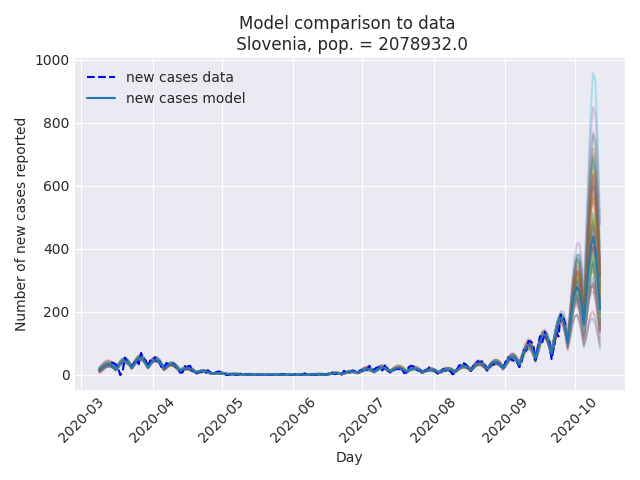 Model comparison to data
Slovenia, pop. = 2078932.0
new cases data
new cases model
Number of new cases reported
1000
800
600
400
200
0
2020-03
2020-04
2020-05
2020-06
2020-07
2020-08
2020-09
2020-10
Day